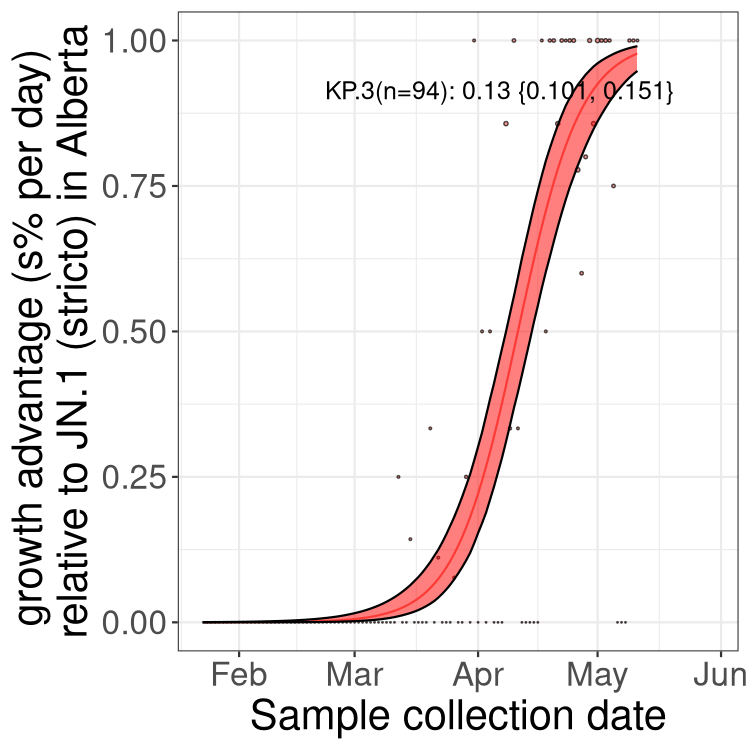 growth advantage (s% per day)
relative to JN.1 (stricto) in Alberta
1.00
0.75
0.50
0.25
0.00
KP.3(n=94): 0.13 {0.101, 0.151}
Feb Mar Apr May Jun
Sample collection date